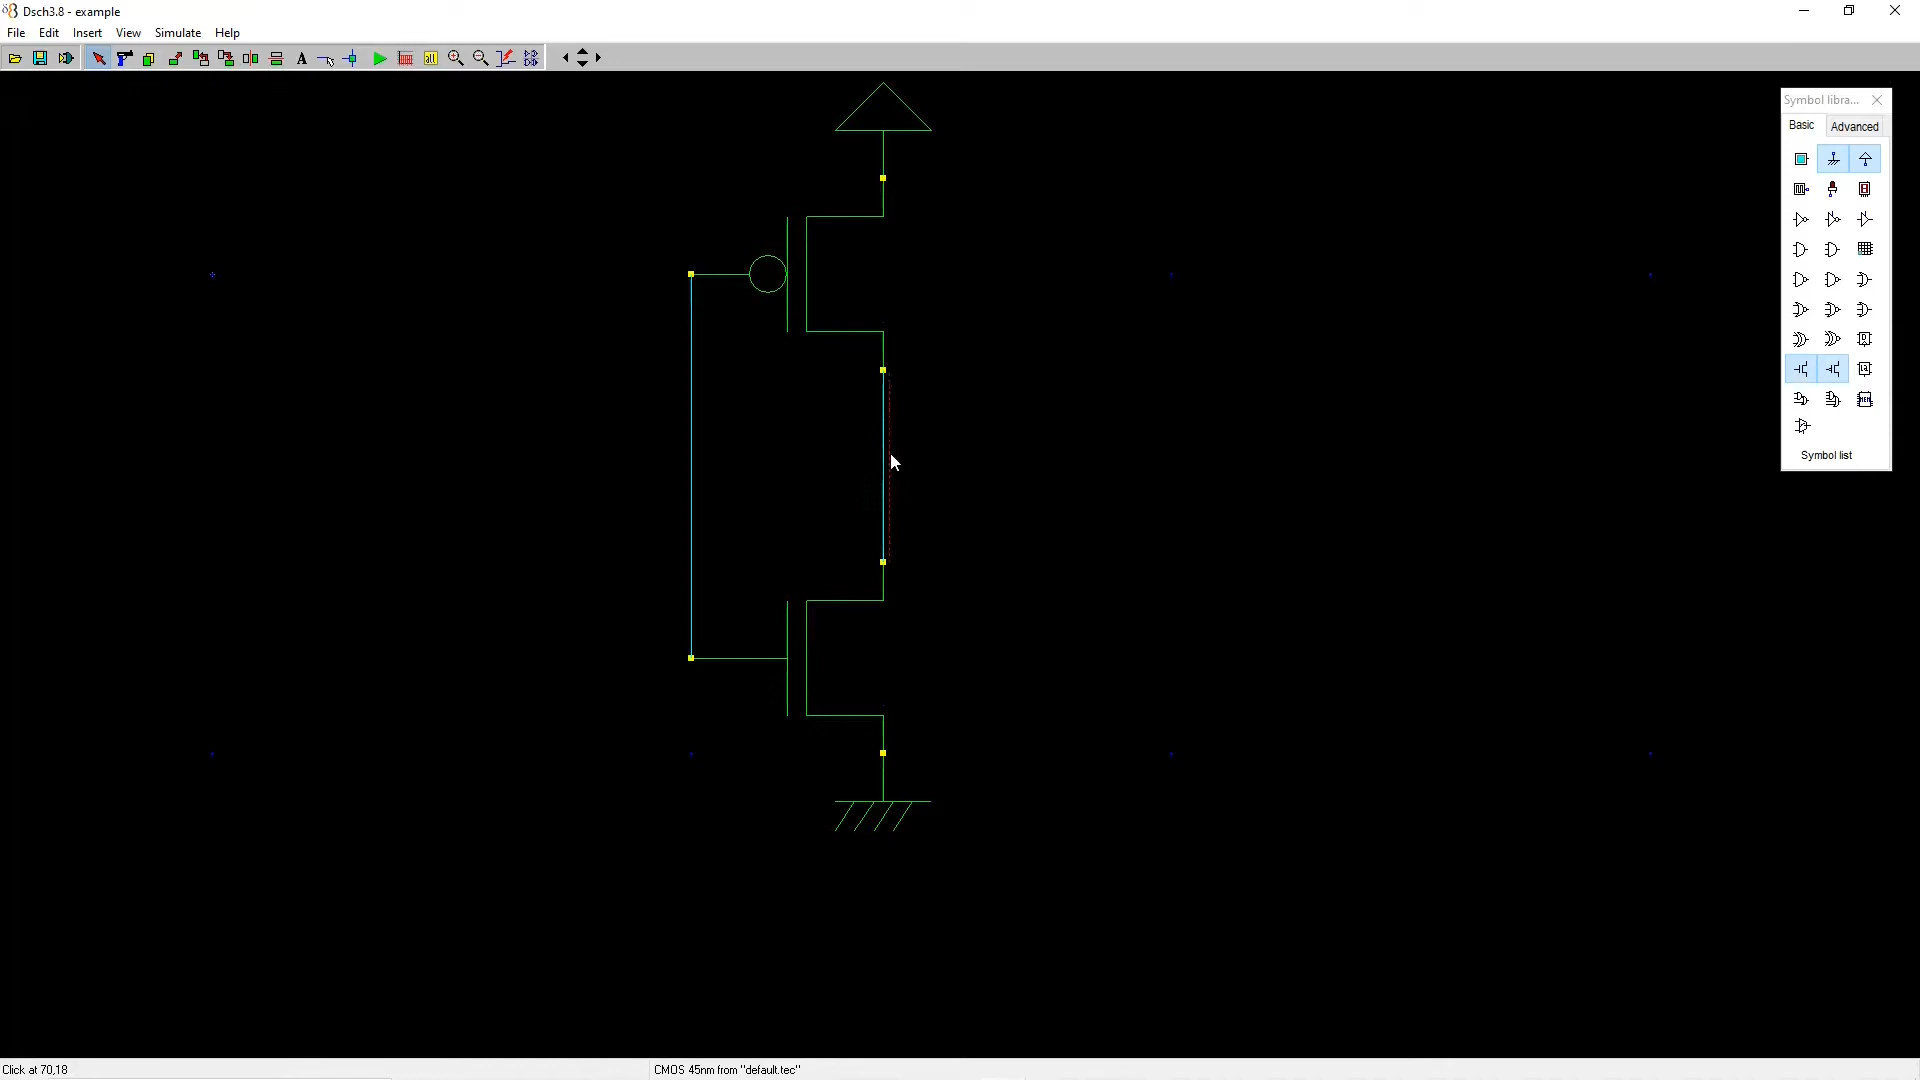 Dsch3.8 - example
File Edit Insert View Simulate Help
A
all
Symbol libra...
Basic Advanced
Symbol list
Click at 70,18
CMOS 45nm from "default.tec"